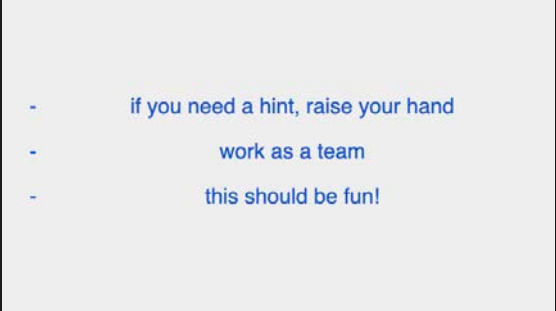 - if you need a hint, raise your hand
- work as a team
- this should be fun!